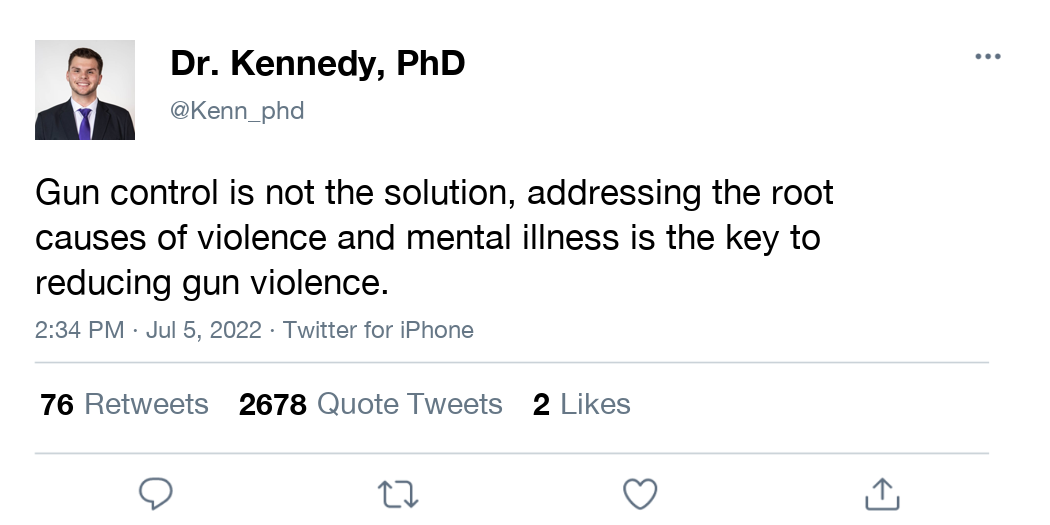 Dr. Kennedy, PhD
@Kenn_phd
Gun control is not the solution, addressing the root
causes of violence and mental illness is the key to
reducing gun violence.
2:34 PM · Jul 5, 2022 · Twitter for iPhone
76 Retweets 2678 Quote Tweets 2 Likes